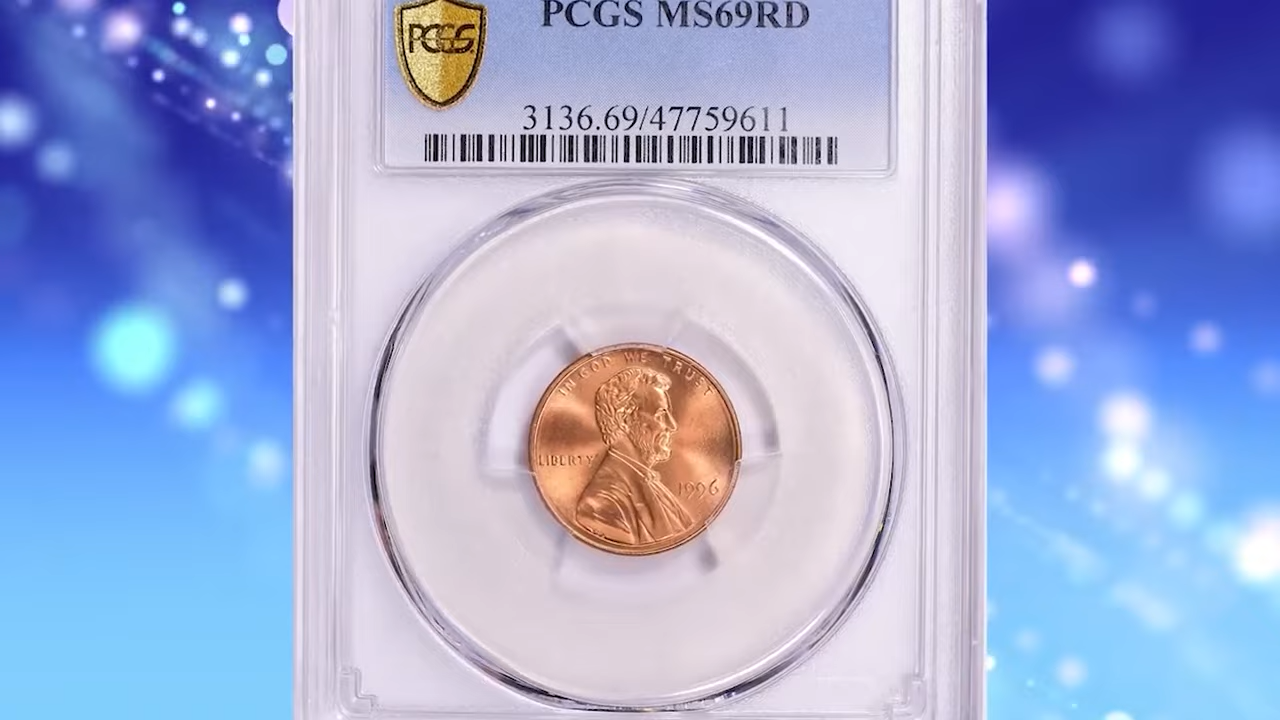 PCGS MS69RD
PCGS
3136.69/47759611
IN GOD WE TRUST
LIBERTY
1996